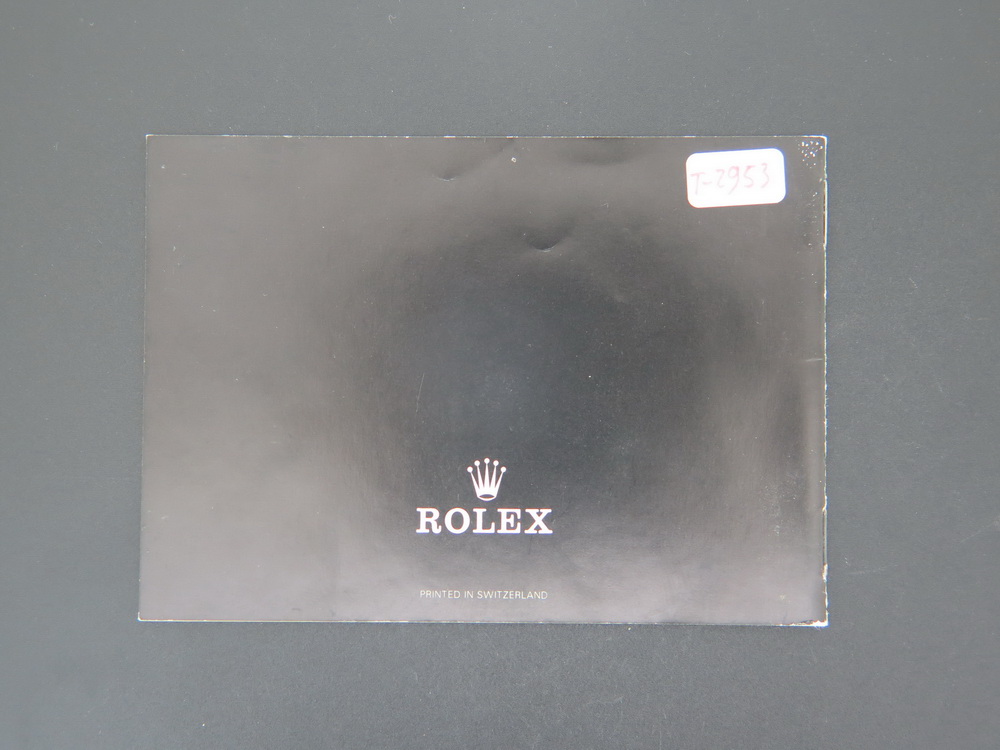 T-2953
ROLEX
PRINTED IN SWITZERLAND